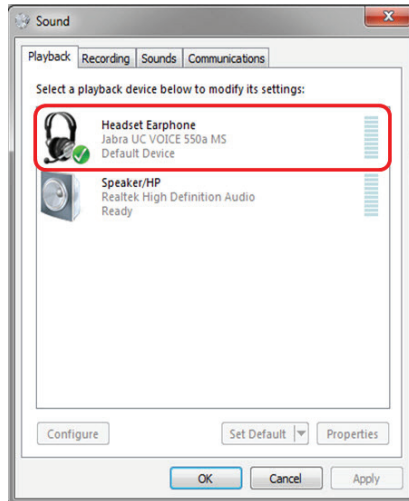 Sound
Playback Recording Sounds Communications
Select a playback device below to modify its settings:
Headset Earphone
Jabra UC VOICE 550a MS
Default Device
Speaker/HP
Realtek High Definition Audio
Ready
Configure Set Default Properties
OK Cancel Apply